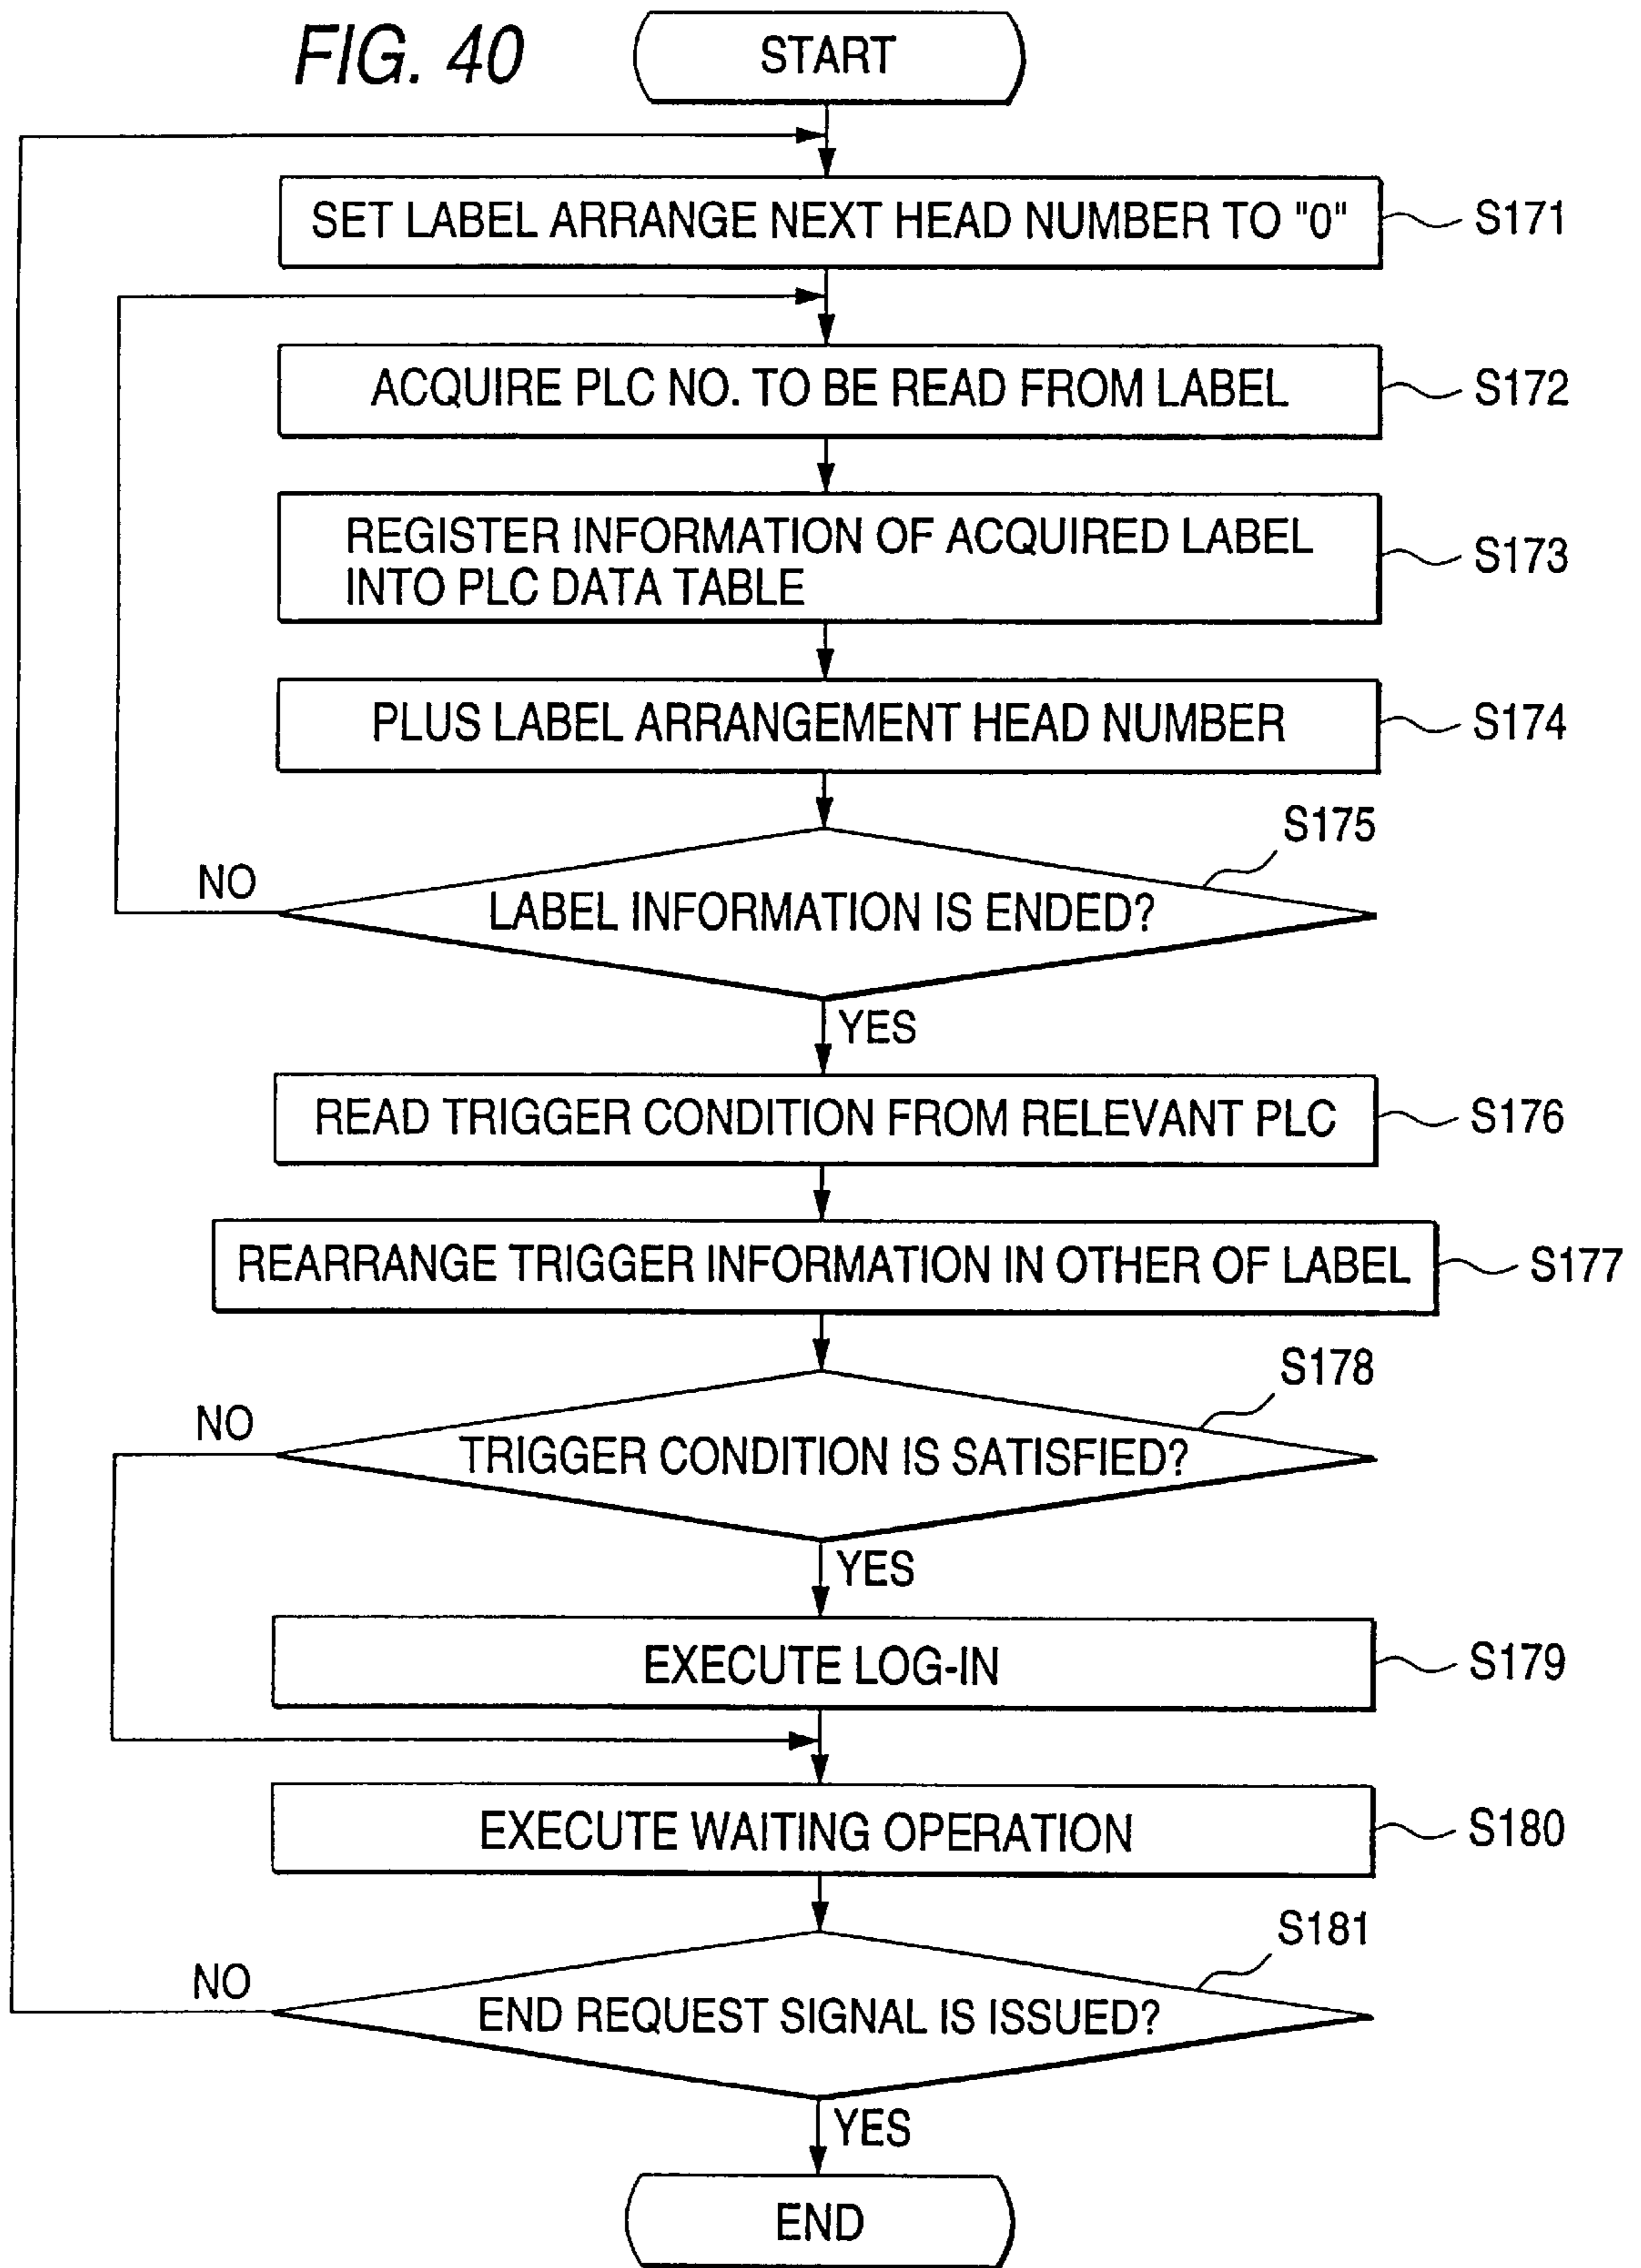 FIG. 40
START
SET LABEL ARRANGE NEXT HEAD NUMBER TO "0"
S171
ACQUIRE PLC NO. TO BE READ FROM LABEL
S172
REGISTER INFORMATION OF ACQUIRED LABEL
INTO PLC DATA TABLE
S173
PLUS LABEL ARRANGEMENT HEAD NUMBER
S174
S175
NO
LABEL INFORMATION IS ENDED?
YES
READ TRIGGER CONDITION FROM RELEVANT PLC
S176
REARRANGE TRIGGER INFORMATION IN OTHER OF LABEL
S177
S178
NO
TRIGGER CONDITION IS SATISFIED?
YES
EXECUTE LOG-IN
S179
EXECUTE WAITING OPERATION
S180
S181
NO
END REQUEST SIGNAL IS ISSUED?
YES
END